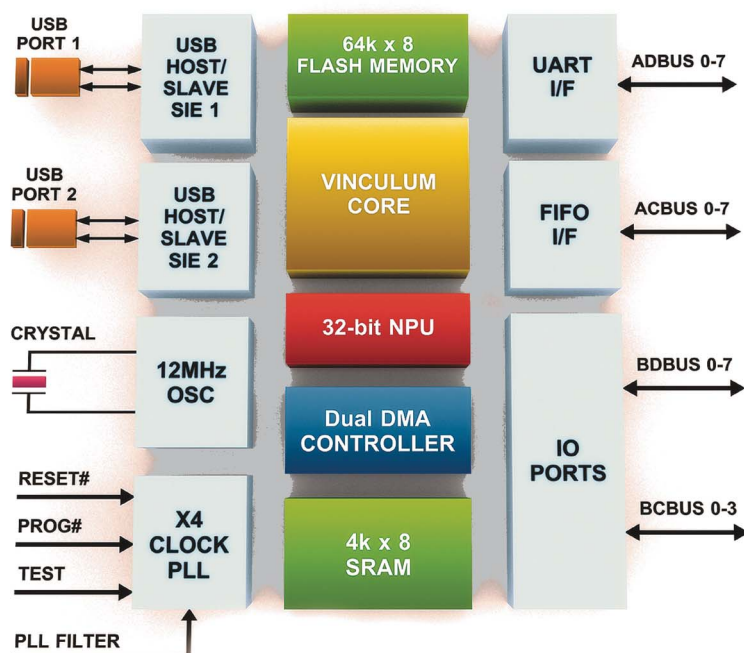 USB
PORT 1
USB
HOST/
SLAVE
SIE 1
64k x 8
FLASH MEMORY
UART
I/F
ADBUS 0-7
USB
PORT 2
USB
HOST/
SLAVE
SIE 2
VINCULUM
CORE
FIFO
I/F
ACBUS 0-7
CRYSTAL
12MHz
OSC
32-bit NPU
Dual DMA
CONTROLLER
IO
PORTS
BDBUS 0-7
BCBUS 0-3
RESET#
PROG#
TEST
X4
CLOCK
PLL
4k x 8
SRAM
PLL FILTER